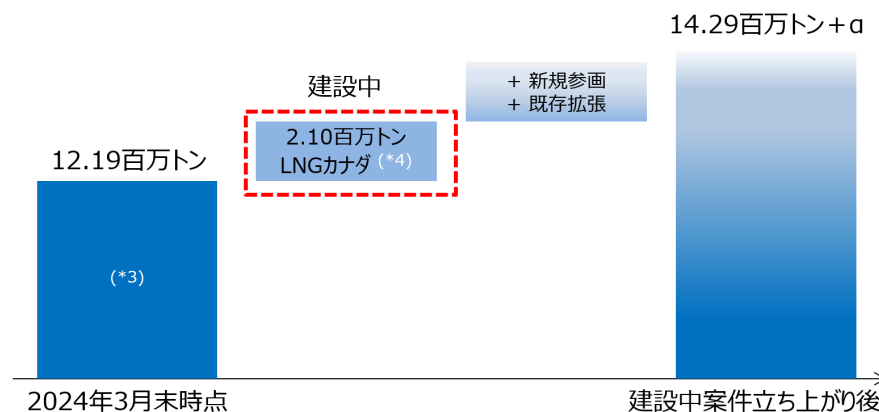 14.29百万トン+α
建設中
+ 新規参画
+ 既存拡張
2.10百万トン
LNGカナダ (*4)
12.19百万トン
(*3)
2024年3月末時点
建設中案件立ち上がり後